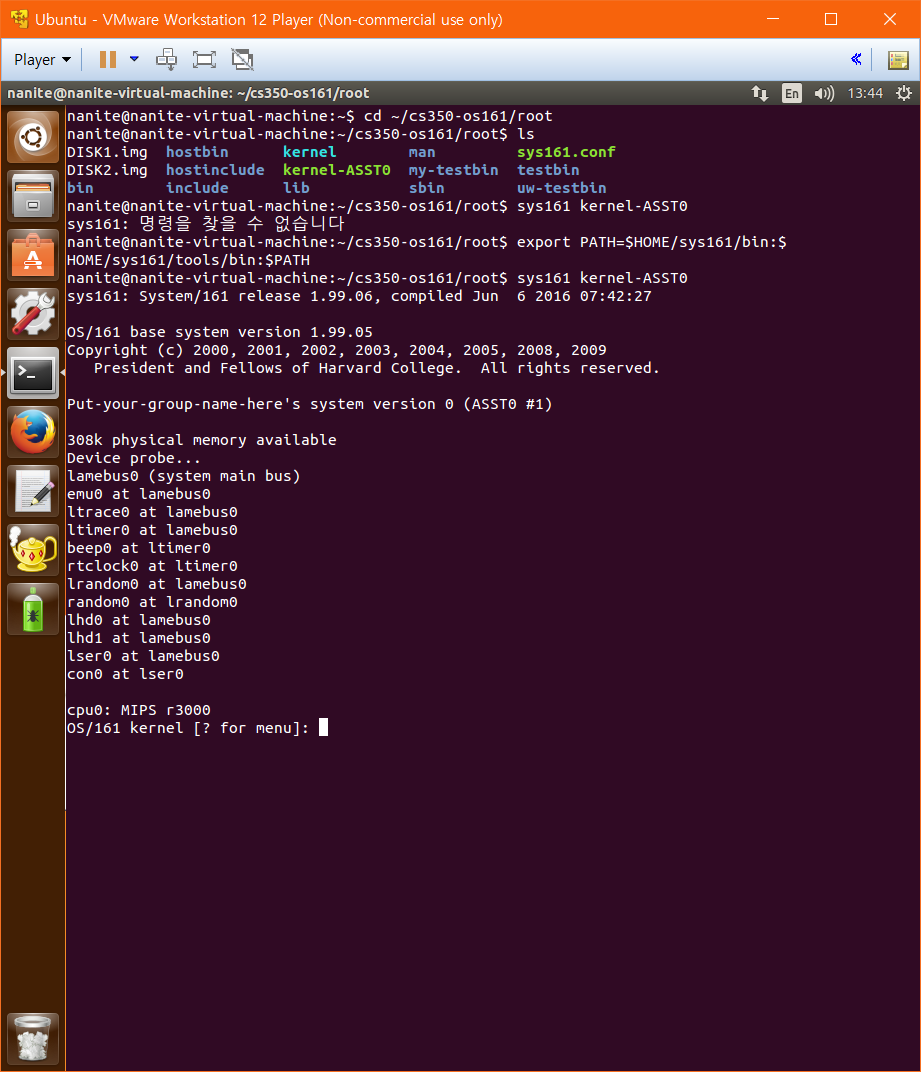 Ubuntu - VMware Workstation 12 Player (Non-commercial use only)
Player
nanite@nanite-virtual-machine: ~/cs350-os161/root
En
13:44
nanite@nanite-virtual-machine:~$ cd ~/cs350-os161/root
nanite@nanite-virtual-machine:~/cs350-os161/root$ ls
DISK1.img  hostbin      kernel        man         sys161.conf
DISK2.img  hostinclude  kernel-ASST0  my-testbin  testbin
bin        include      lib           sbin        uw-testbin
nanite@nanite-virtual-machine:~/cs350-os161/root$ sys161 kernel-ASST0
sys161: 명령을 찾을 수 없습니다
nanite@nanite-virtual-machine:~/cs350-os161/root$ export PATH=$HOME/sys161/bin:$
HOME/sys161/tools/bin:$PATH
nanite@nanite-virtual-machine:~/cs350-os161/root$ sys161 kernel-ASST0
sys161: System/161 release 1.99.06, compiled Jun  6 2016 07:42:27
OS/161 base system version 1.99.05
Copyright (c) 2000, 2001, 2002, 2003, 2004, 2005, 2008, 2009
   President and Fellows of Harvard College.  All rights reserved.
Put-your-group-name-here's system version 0 (ASST0 #1)
308k physical memory available
Device probe...
lamebus0 (system main bus)
emu0 at lamebus0
ltrace0 at lamebus0
ltimer0 at lamebus0
beep0 at ltimer0
rtclock0 at ltimer0
lrandom0 at lamebus0
random0 at lrandom0
lhd0 at lamebus0
lhd1 at lamebus0
lser0 at lamebus0
con0 at lser0
cpu0: MIPS r3000
OS/161 kernel [? for menu]: